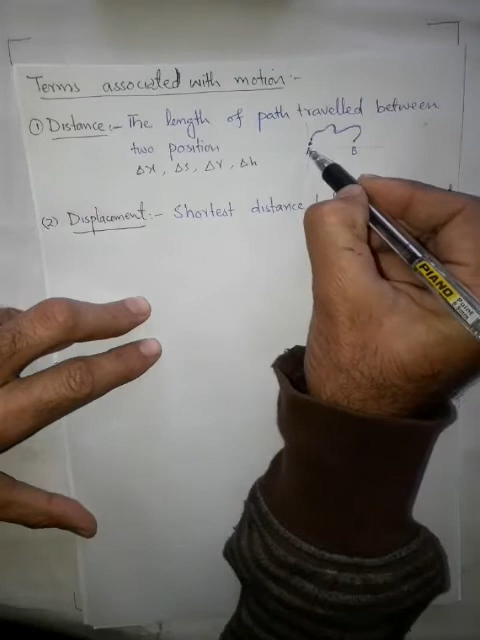 Terms associated with motion:-
① Distance:- The length of path travelled between
two position
Δx, Δs, Δr, Δh
B
(2) Displacement:- Shortest distance
PIANO
Point